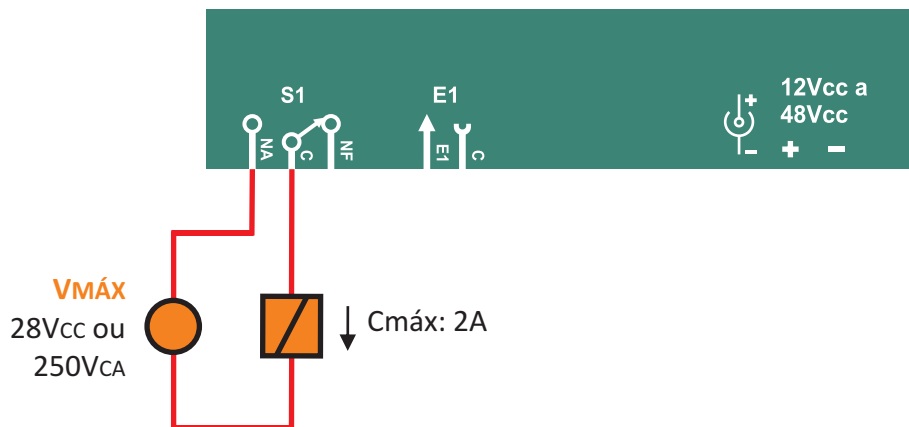 S1
E1
12Vcc a
48Vcc
NA
C
NF
E1
C
+
-
+ -
VMÁX
28Vcc ou
250VCA
Cmáx: 2A